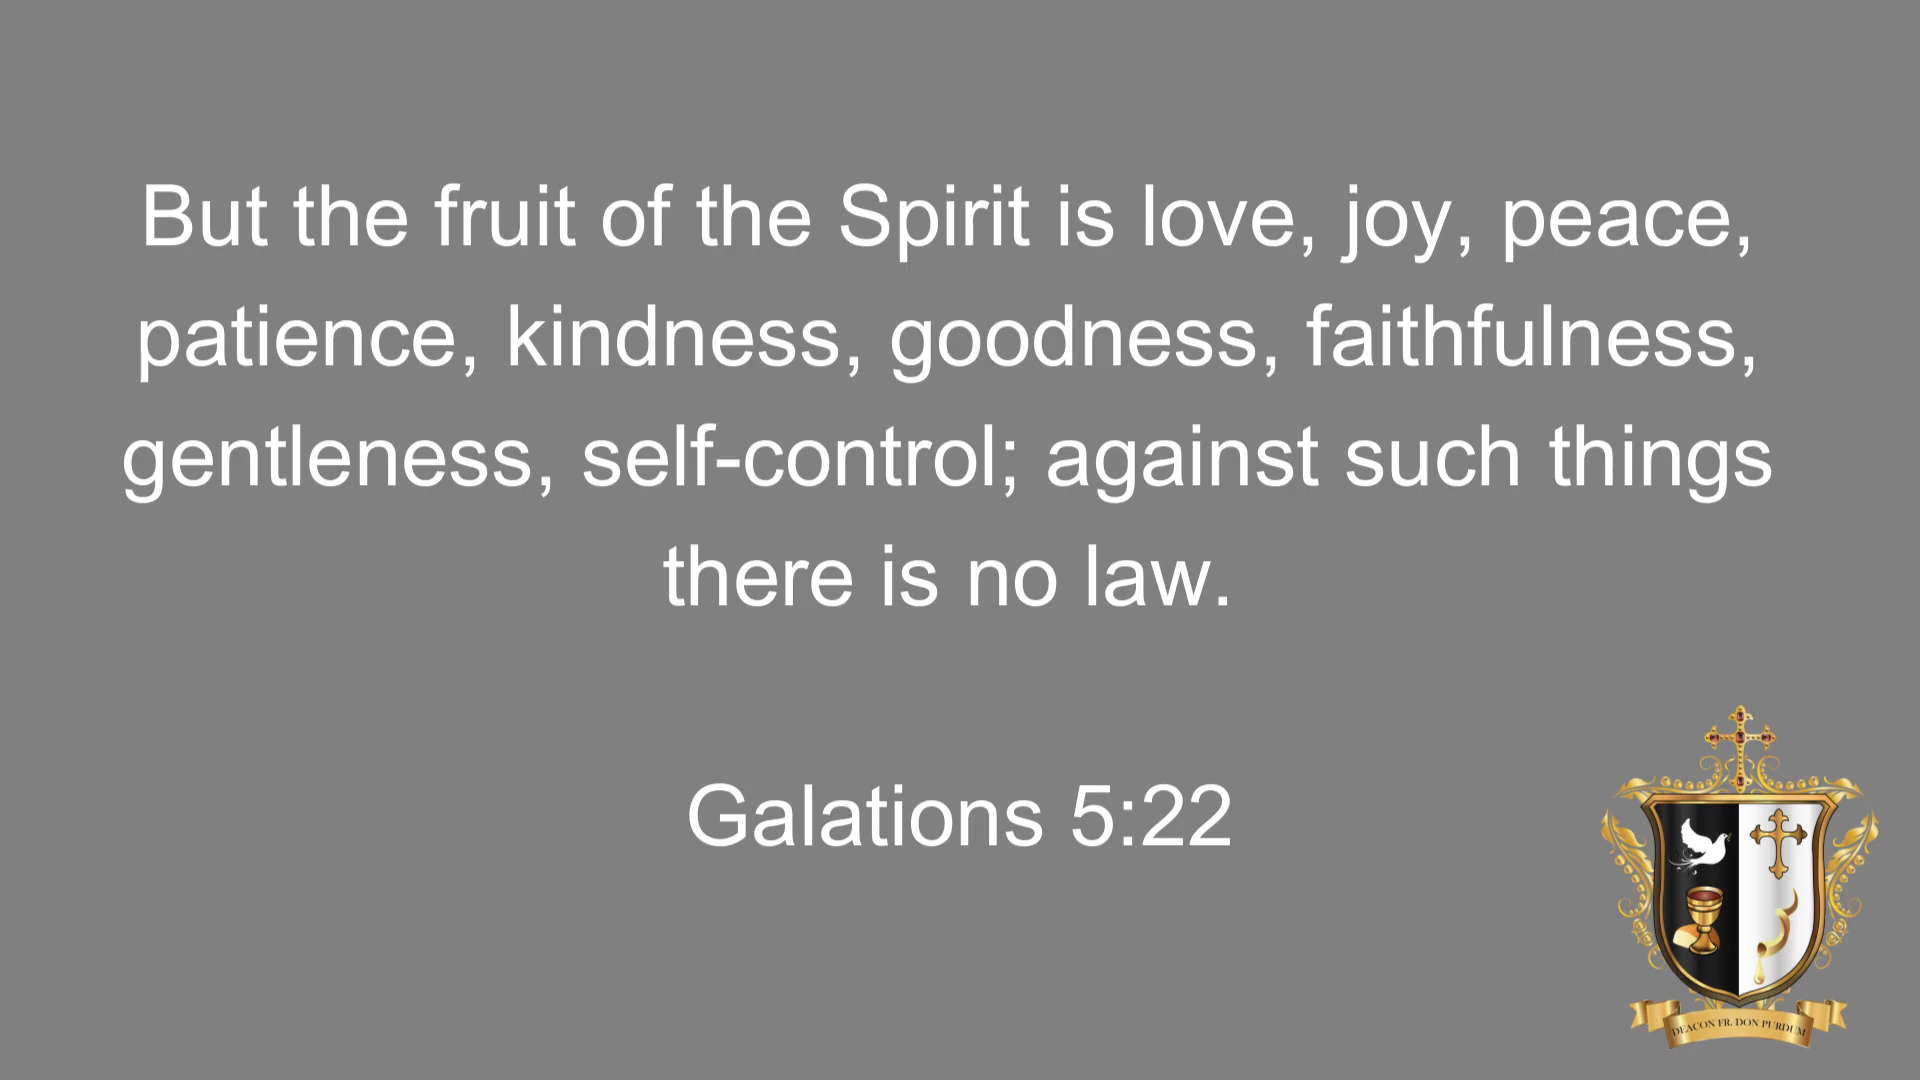 But the fruit of the Spirit is love, joy, peace,
patience, kindness, goodness, faithfulness,
gentleness, self-control; against such things
there is no law.
Galations 5:22
DEACON FR. DON PURDUM